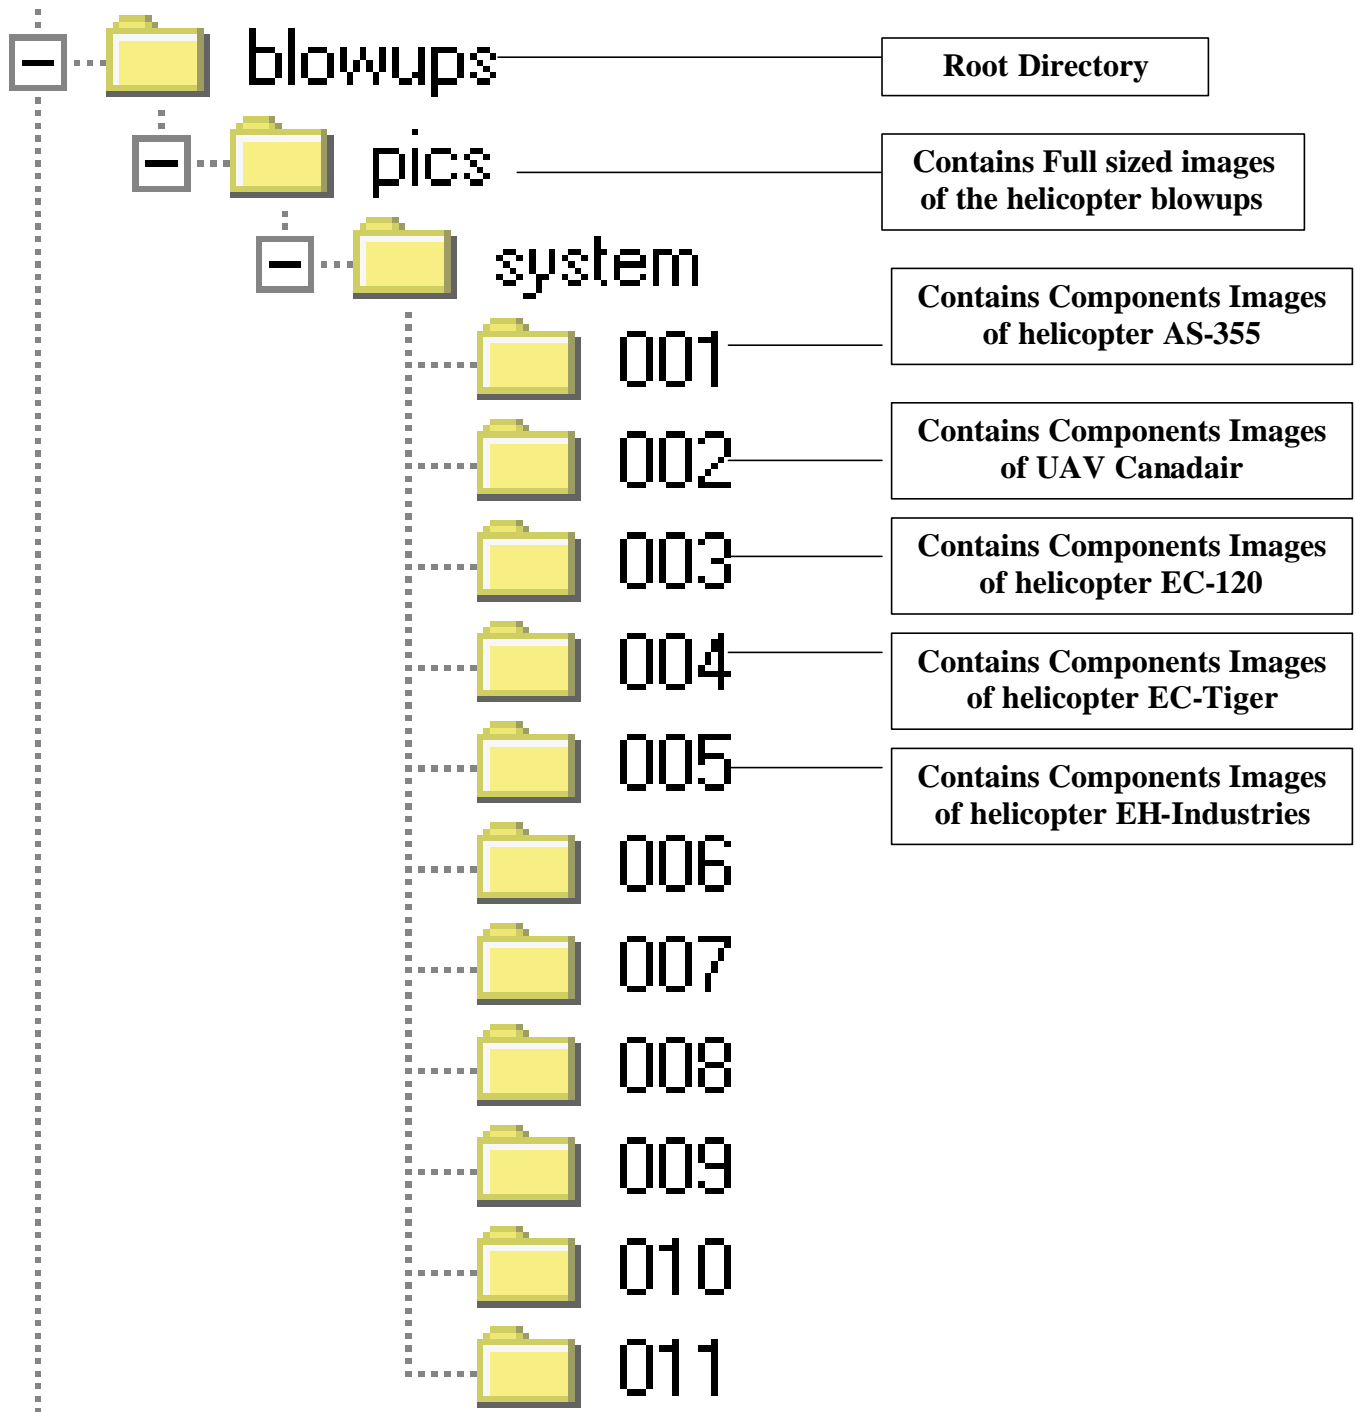 blowups
Root Directory
pics
Contains Full sized images
of the helicopter blowups
system
001
Contains Components Images
of helicopter AS-355
002
Contains Components Images
of UAV Canadair
003
Contains Components Images
of helicopter EC-120
004
Contains Components Images
of helicopter EC-Tiger
005
Contains Components Images
of helicopter EH-Industries
006
007
008
009
010
011